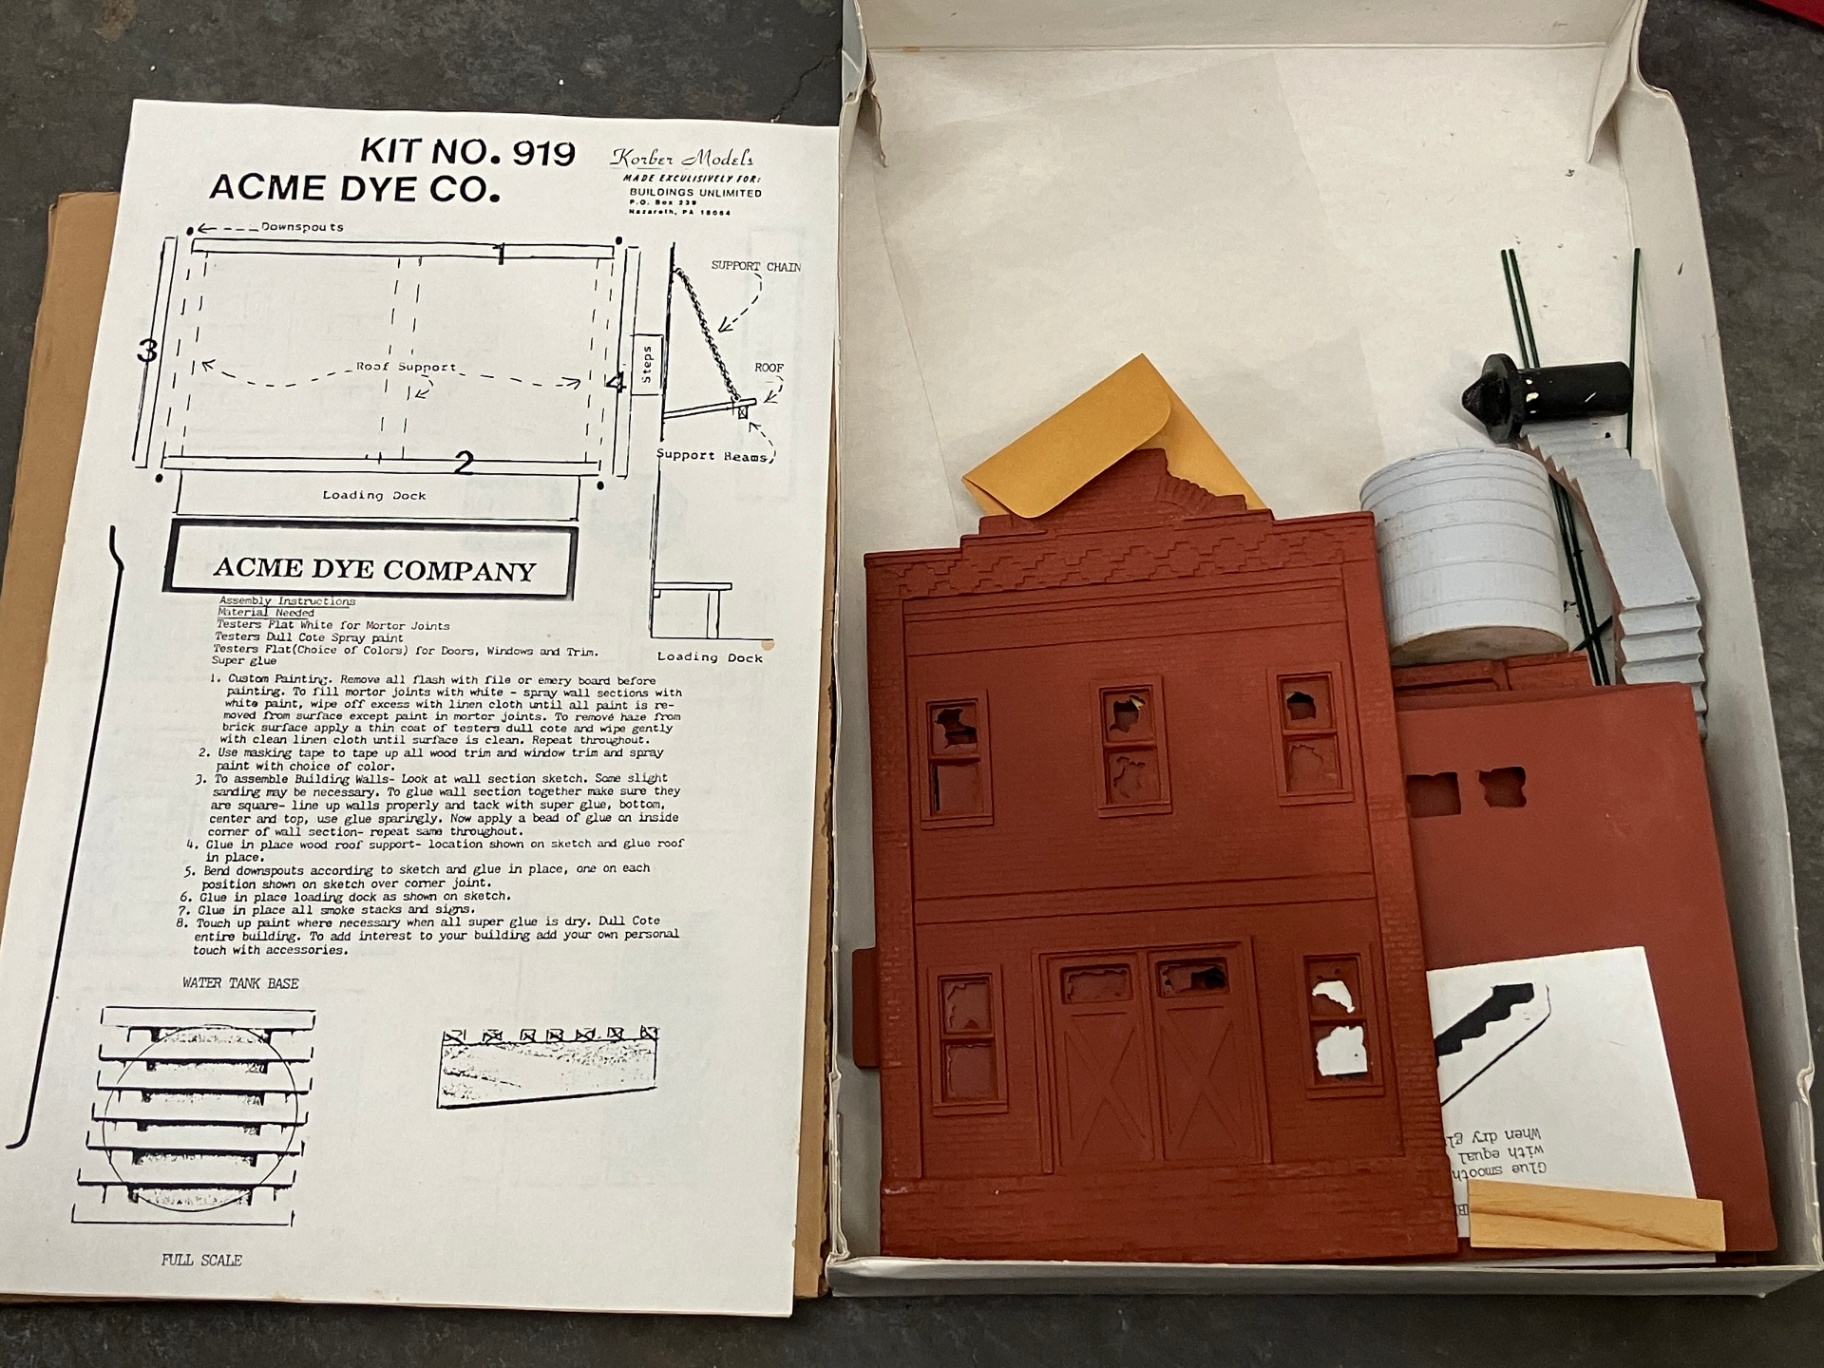 KIT NO. 919
ACME DYE CO.
Korber Models
MADE EXCULISIVELY FOR:
BUILDINGS UNLIMITED
P.O. Box 239
Nazareth, PA 18064
Downspouts
1
SUPPORT CHAIN
3
Roof Support
4
Steps
ROOF
2
Support Beams,
Loading Dock
ACME DYE COMPANY
Loading Dock
Assembly Instructions
Material Needed
Testers Flat White for Mortor Joints
Testers Dull Cote Spray paint
Testers Flat(Choice of Colors) for Doors, Windows and Trim.
Super glue
1. Custom Painting. Remove all flash with file or emery board before
painting. To fill mortor joints with white - spray wall sections with
white paint, wipe off excess with linen cloth until all paint is re-
moved from surface except paint in mortor joints. To remove haze from
brick surface apply a thin coat of testers dull cote and wipe gently
with clean linen cloth until surface is clean. Repeat throughout.
2. Use masking tape to tape up all wood trim and window trim and spray
paint with choice of color.
3. To assemble Building Walls- Look at wall section sketch. Some slight
sanding may be necessary. To glue wall section together make sure they
are square- line up walls properly and tack with super glue, bottom,
center and top, use glue sparingly. Now apply a bead of glue on inside
corner of wall section- repeat same throughout.
4. Glue in place wood roof support- location shown on sketch and glue roof
in place.
5. Bend downspouts according to sketch and glue in place, one on each
position shown on sketch over corner joint.
6. Glue in place loading dock as shown on sketch.
7. Glue in place all smoke stacks and signs.
8. Touch up paint where necessary when all super glue is dry. Dull Cote
entire building. To add interest to your building add your own personal
touch with accessories.
WATER TANK BASE
FULL SCALE
Glue smooth
with equal
When dry gl